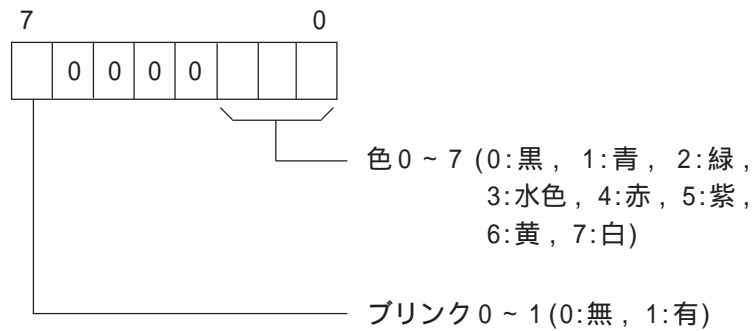 7 0
0 0 0 0
色0～7 (0:黒, 1:青, 2:緑,
3:水色, 4:赤, 5:紫,
6:黄, 7:白)
ブリンク0～1(0:無, 1:有)